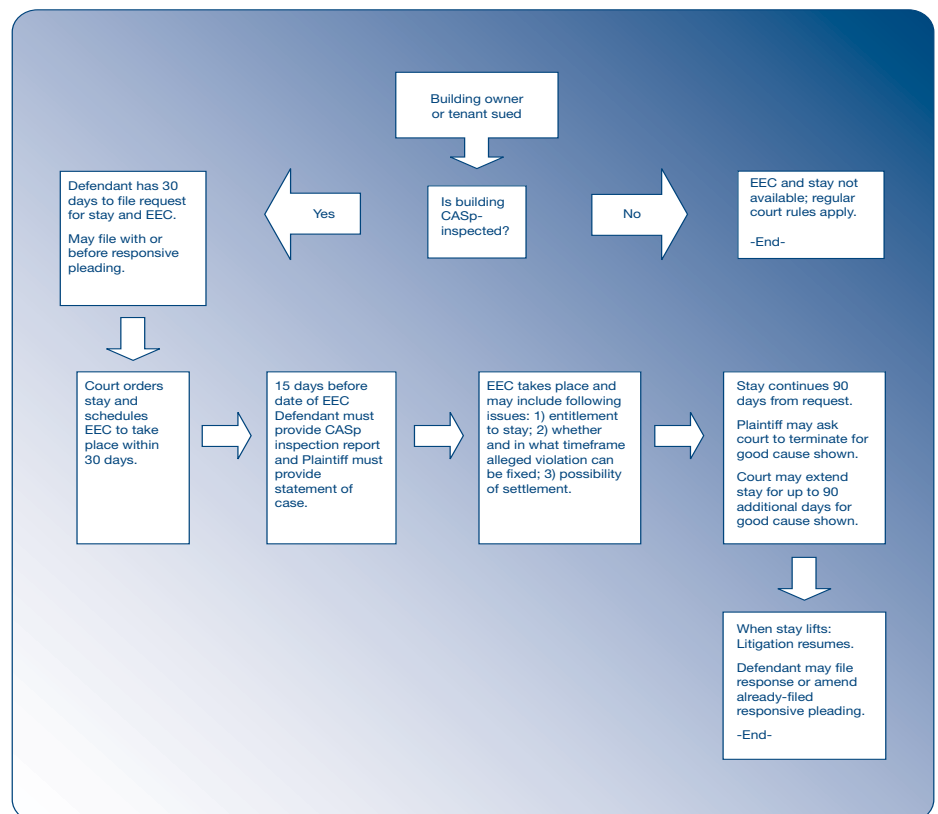 Building owner
or tenant sued
Is building
CASp-
inspected?
Yes
No
EEC and stay not
available; regular
court rules apply.
-End-
Defendant has 30
days to file request
for stay and EEC.
May file with or
before responsive
pleading.
Court orders
stay and
schedules
EEC to take
place within
30 days.
15 days before
date of EEC
Defendant must
provide CASp
inspection report
and Plaintiff must
provide
statement of
case.
EEC takes place and
may include following
issues: 1) entitlement
to stay; 2) whether
and in what timeframe
alleged violation can
be fixed; 3) possibility
of settlement.
Stay continues 90
days from request.
Plaintiff may ask
court to terminate for
good cause shown.
Court may extend
stay for up to 90
additional days for
good cause shown.
When stay lifts:
Litigation resumes.
Defendant may file
response or amend
already-filed
responsive pleading.
-End-